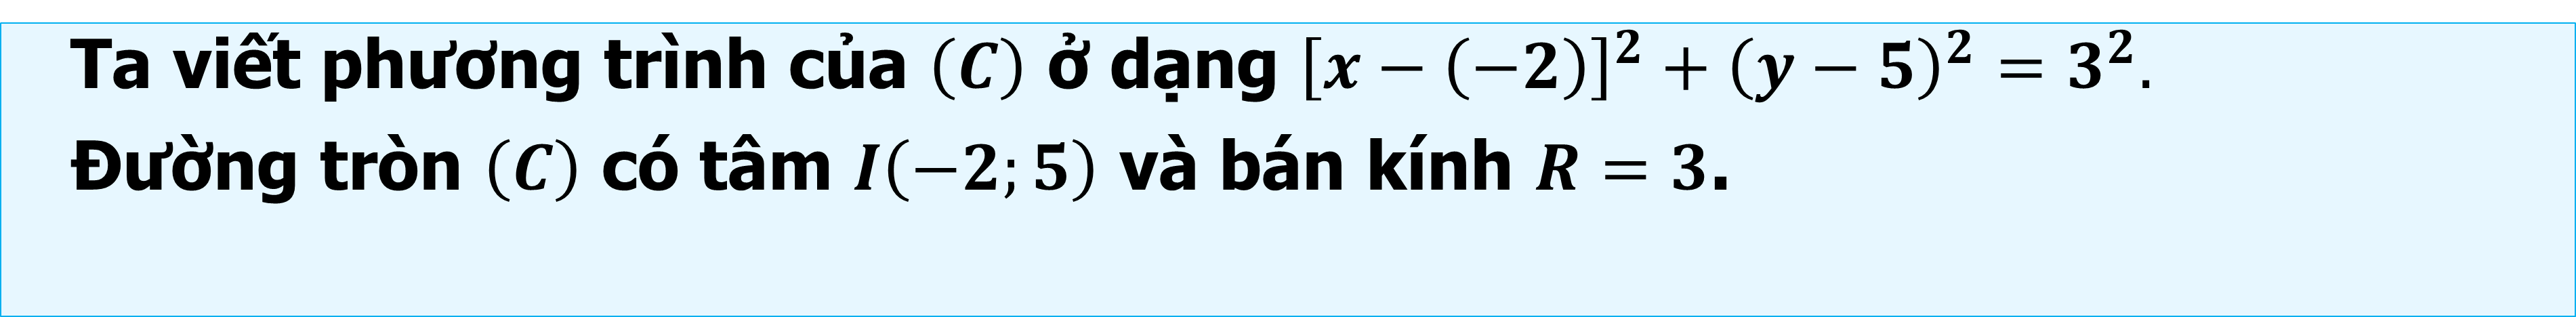 Ta viết phương trình của (C) ở dạng [x − (−2)]² + (y − 5)² = 3².
Đường tròn (C) có tâm I(−2; 5) và bán kính R = 3.